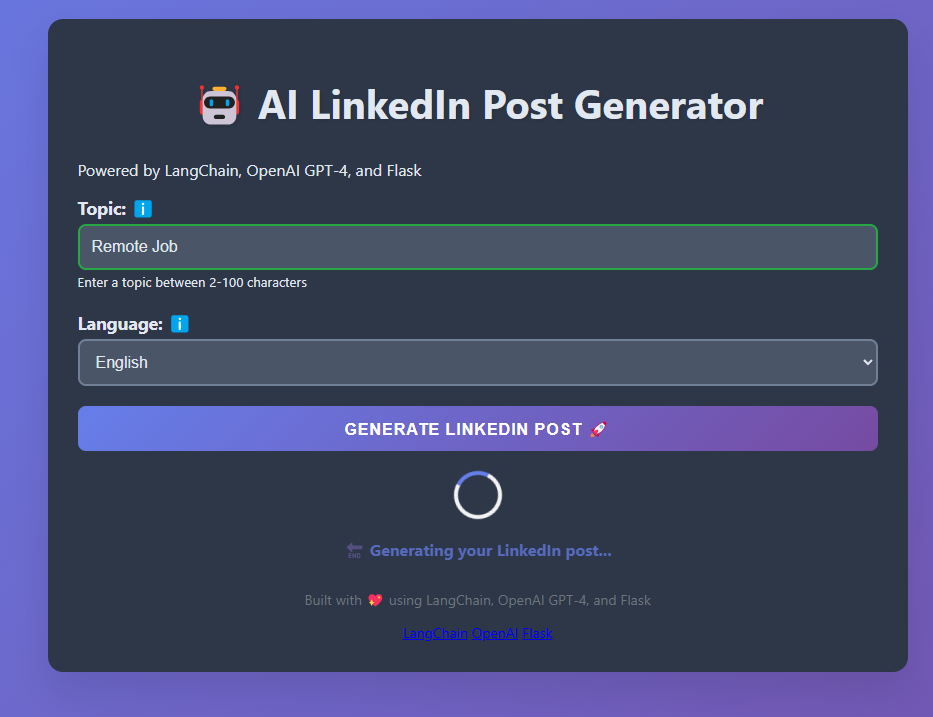 AI LinkedIn Post Generator
Powered by LangChain, OpenAI GPT-4, and Flask
Topic: ℹ️
Remote Job
Enter a topic between 2-100 characters
Language: ℹ️
English
GENERATE LINKEDIN POST 🚀
🔚 Generating your LinkedIn post...
Built with 💖 using LangChain, OpenAI GPT-4, and Flask
LangChain OpenAI Flask